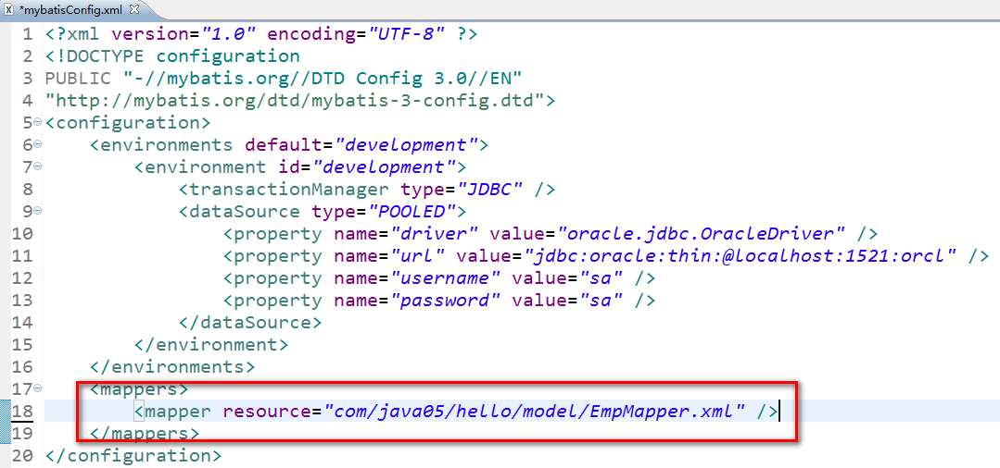 *mybatisConfig.xml
1 <?xml version="1.0" encoding="UTF-8" ?>
2 <!DOCTYPE configuration
3 PUBLIC "-//mybatis.org//DTD Config 3.0//EN"
4 "http://mybatis.org/dtd/mybatis-3-config.dtd">
5 <configuration>
6     <environments default="development">
7         <environment id="development">
8             <transactionManager type="JDBC" />
9             <dataSource type="POOLED">
10                 <property name="driver" value="oracle.jdbc.OracleDriver" />
11                 <property name="url" value="jdbc:oracle:thin:@localhost:1521:orcl" />
12                 <property name="username" value="sa" />
13                 <property name="password" value="sa" />
14             </dataSource>
15         </environment>
16     </environments>
17     <mappers>
18         <mapper resource="com/java05/hello/model/EmpMapper.xml" />
19     </mappers>
20 </configuration>